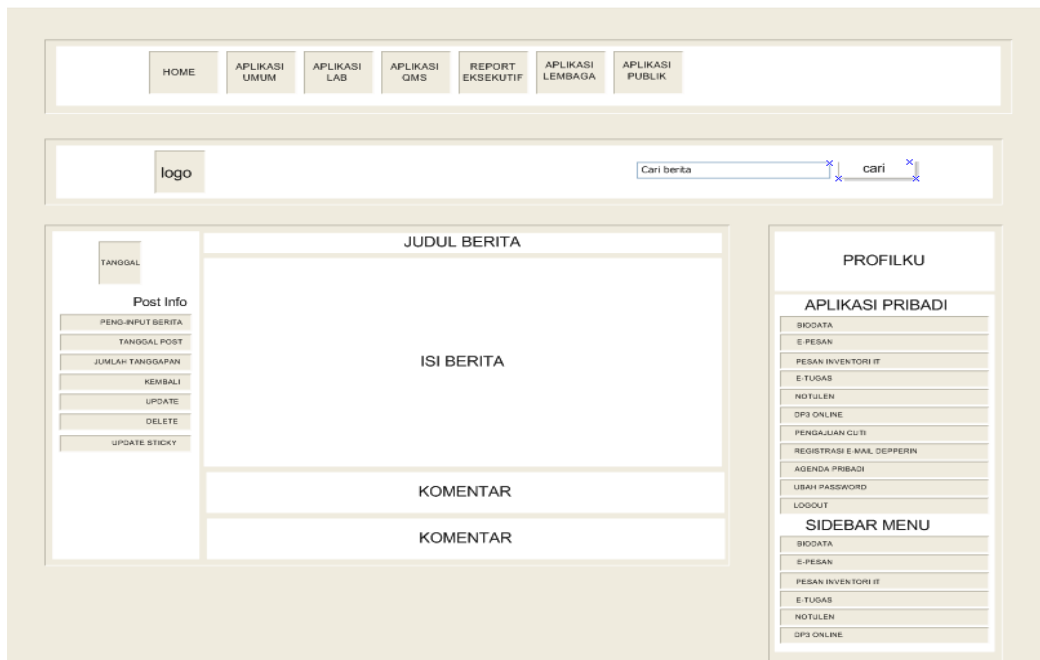 HOME
APLIKASI
UMUM
APLIKASI
LAB
APLIKASI
QMS
REPORT
EKSEKUTIF
APLIKASI
LEMBAGA
APLIKASI
PUBLIK
logo
Cari berita
cari
TANGGAL
Post Info
PENG-INPUT BERITA
TANGGAL POST
JUMLAH TANGGAPAN
KEMBALI
UPDATE
DELETE
UPDATE STICKY
JUDUL BERITA
ISI BERITA
KOMENTAR
KOMENTAR
PROFILKU
APLIKASI PRIBADI
BIODATA
E-PESAN
PESAN INVENTORI IT
E-TUGAS
NOTULEN
DP3 ONLINE
PENGAJUAN CUTI
REGISTRASI E-MAIL DEPPERIN
AGENDA PRIBADI
UBAH PASSWORD
LOGOUT
SIDEBAR MENU
BIODATA
E-PESAN
PESAN INVENTORI IT
E-TUGAS
NOTULEN
DP3 ONLINE